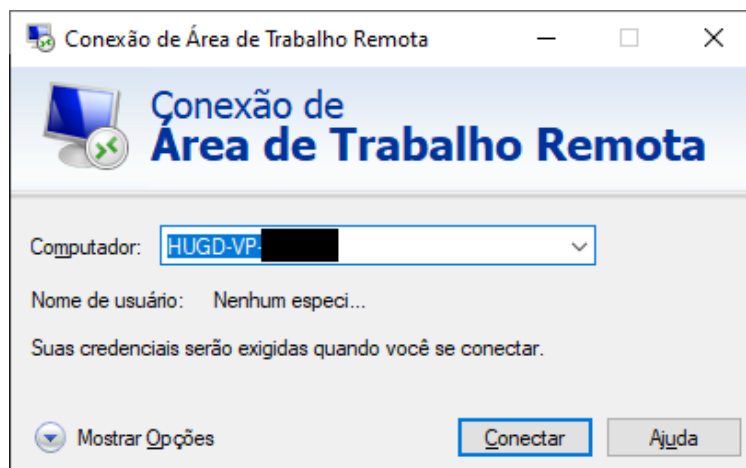 Conexão de Área de Trabalho Remota
Conexão de
Área de Trabalho Remota
Computador: HUGD-VP-
Nome de usuário: Nenhum especi...
Suas credenciais serão exigidas quando você se conectar.
Mostrar Opções Conectar Ajuda